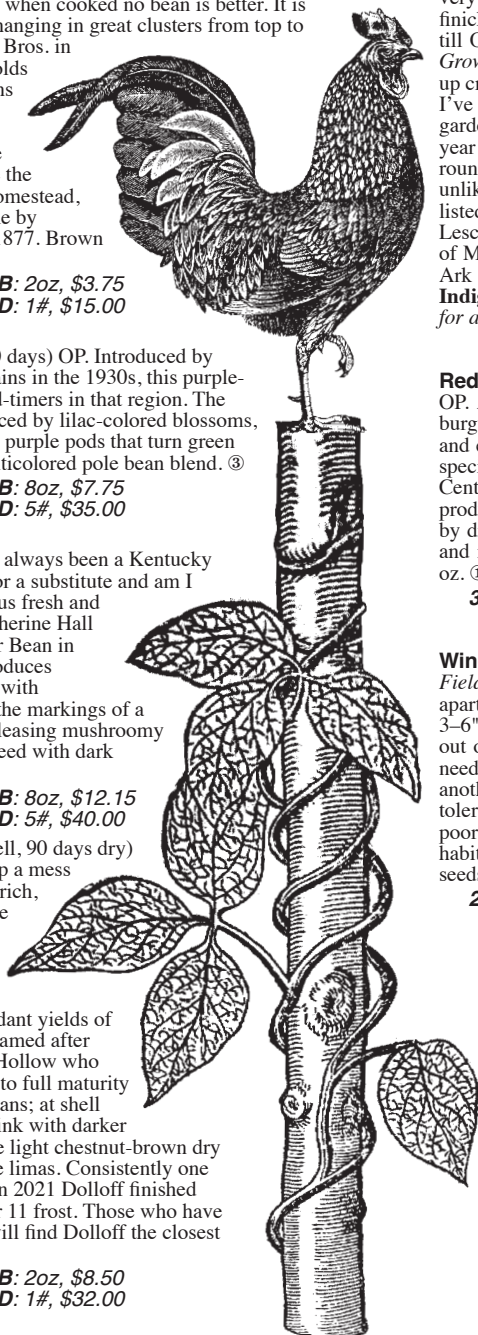 when cooked no bean is better. It is
hanging in great clusters from top to
Bros. in
olds
ns
e
the
omestead,
e by
1877. Brown
B: 2oz, $3.75
D: 1#, $15.00
0 days) OP. Introduced by
ains in the 1930s, this purple-
d-timers in that region. The
ced by lilac-colored blossoms,
purple pods that turn green
ticolored pole bean blend. ③
B: 8oz, $7.75
D: 5#, $35.00
always been a Kentucky
or a substitute and am I
us fresh and
herine Hall
r Bean in
oduces
with
the markings of a
leasing mushroomy
eed with dark
B: 8oz, $12.15
D: 5#, $40.00
ell, 90 days dry)
p a mess
rich,
e
dant yields of
amed after
Hollow who
to full maturity
ans; at shell
ink with darker
e light chestnut-brown dry
e limas. Consistently one
n 2021 Dolloff finished
r 11 frost. Those who have
ill find Dolloff the closest
B: 2oz, $8.50
D: 1#, $32.00
very
finic
till C
Grow
up cr
I've
garde
year
roun
unlik
listed
Lesc
of M
Ark
Indig
for a
Red
OP.
burg
and c
speci
Cent
prod
by d
and
oz.
3
Win
Field
apart
3–6"
out o
need
anoth
toler
poor
habit
seeds
2